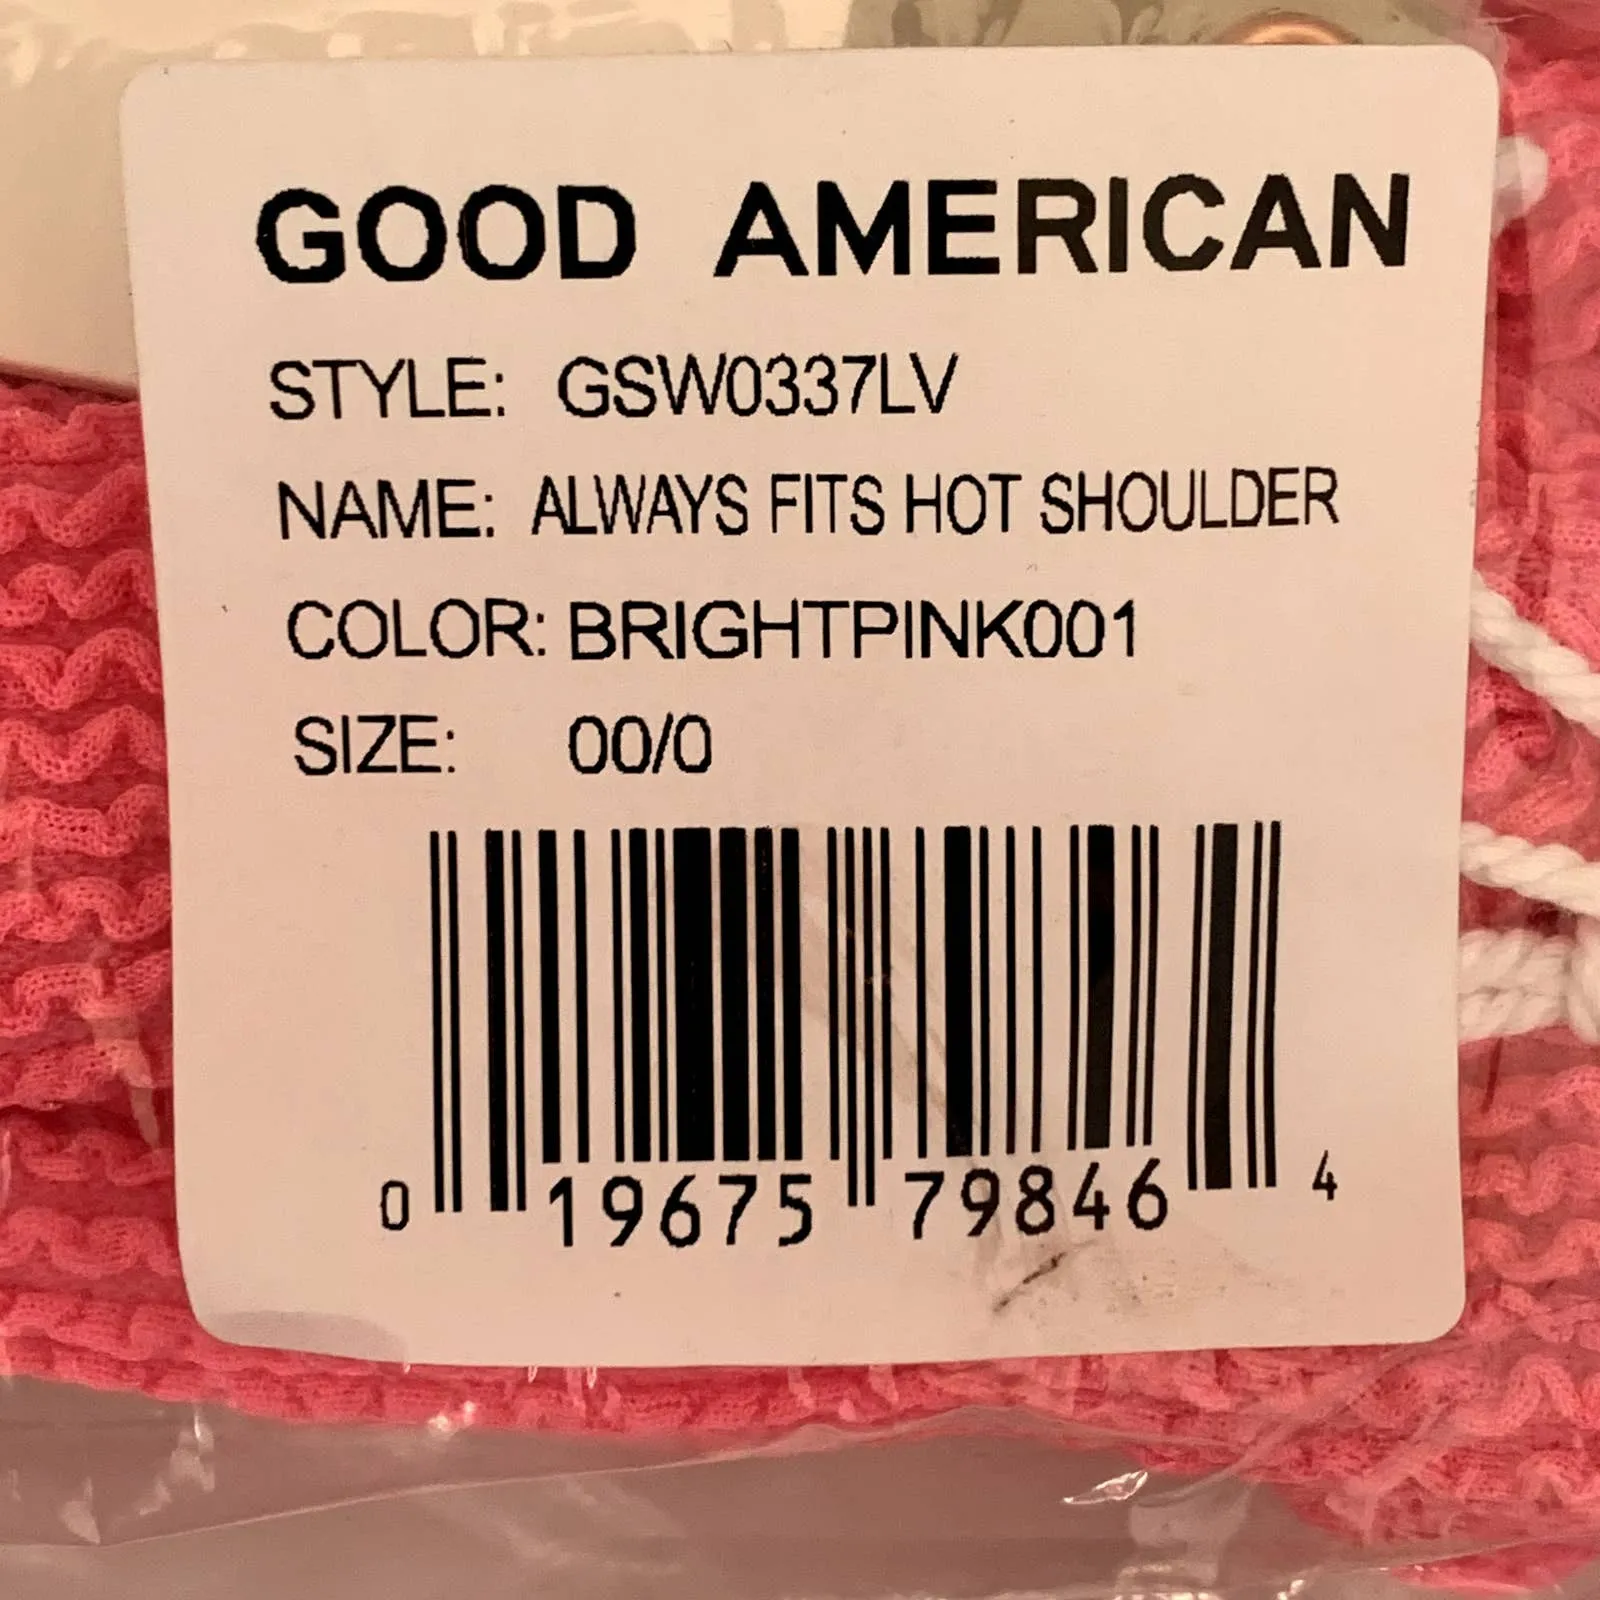 GOOD AMERICAN
STYLE: GSW0337LV
NAME: ALWAYS FITS HOT SHOULDER
COLOR: BRIGHTPINK001
SIZE: 00/0
0 19675 79846 4